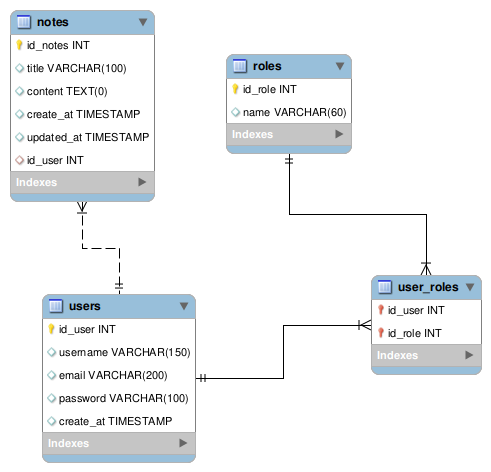 notes
id_notes INT
title VARCHAR(100)
content TEXT(0)
create_at TIMESTAMP
updated_at TIMESTAMP
id_user INT
Indexes
roles
id_role INT
name VARCHAR(60)
Indexes
users
id_user INT
username VARCHAR(150)
email VARCHAR(200)
password VARCHAR(100)
create_at TIMESTAMP
Indexes
user_roles
id_user INT
id_role INT
Indexes